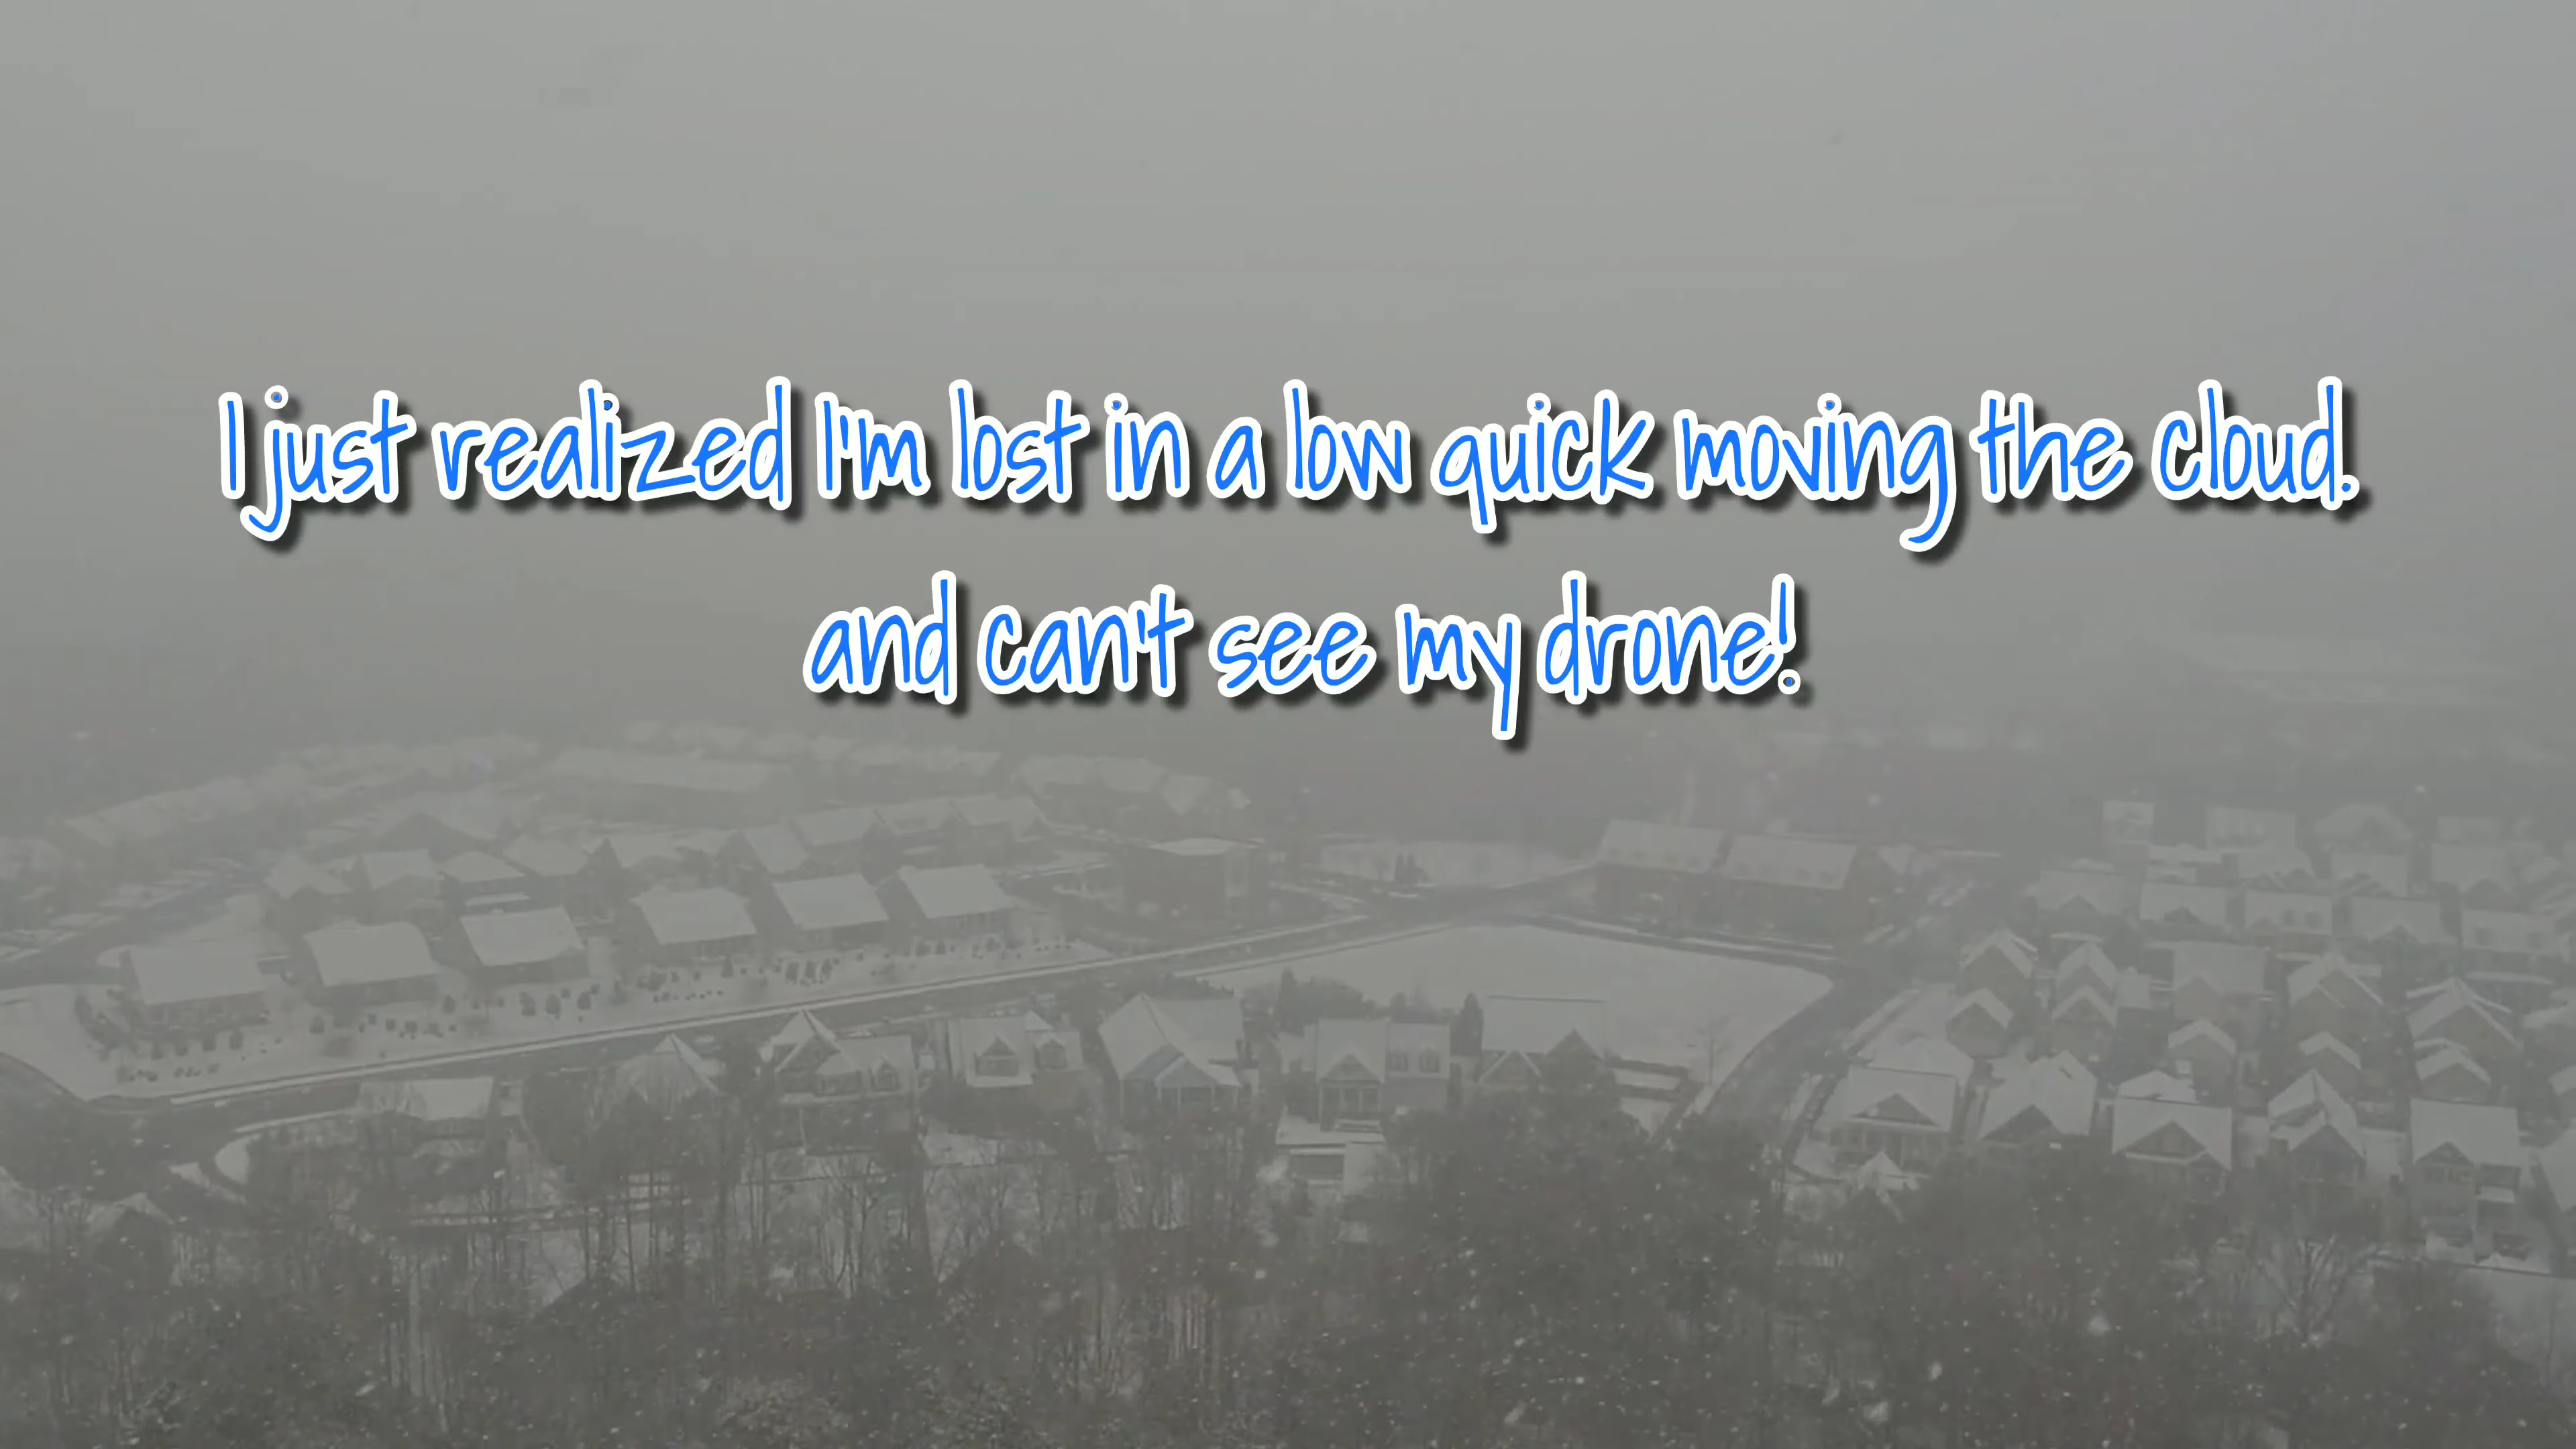 I just realized I'm lost in a low quick moving the cloud.
and can't see my drone!